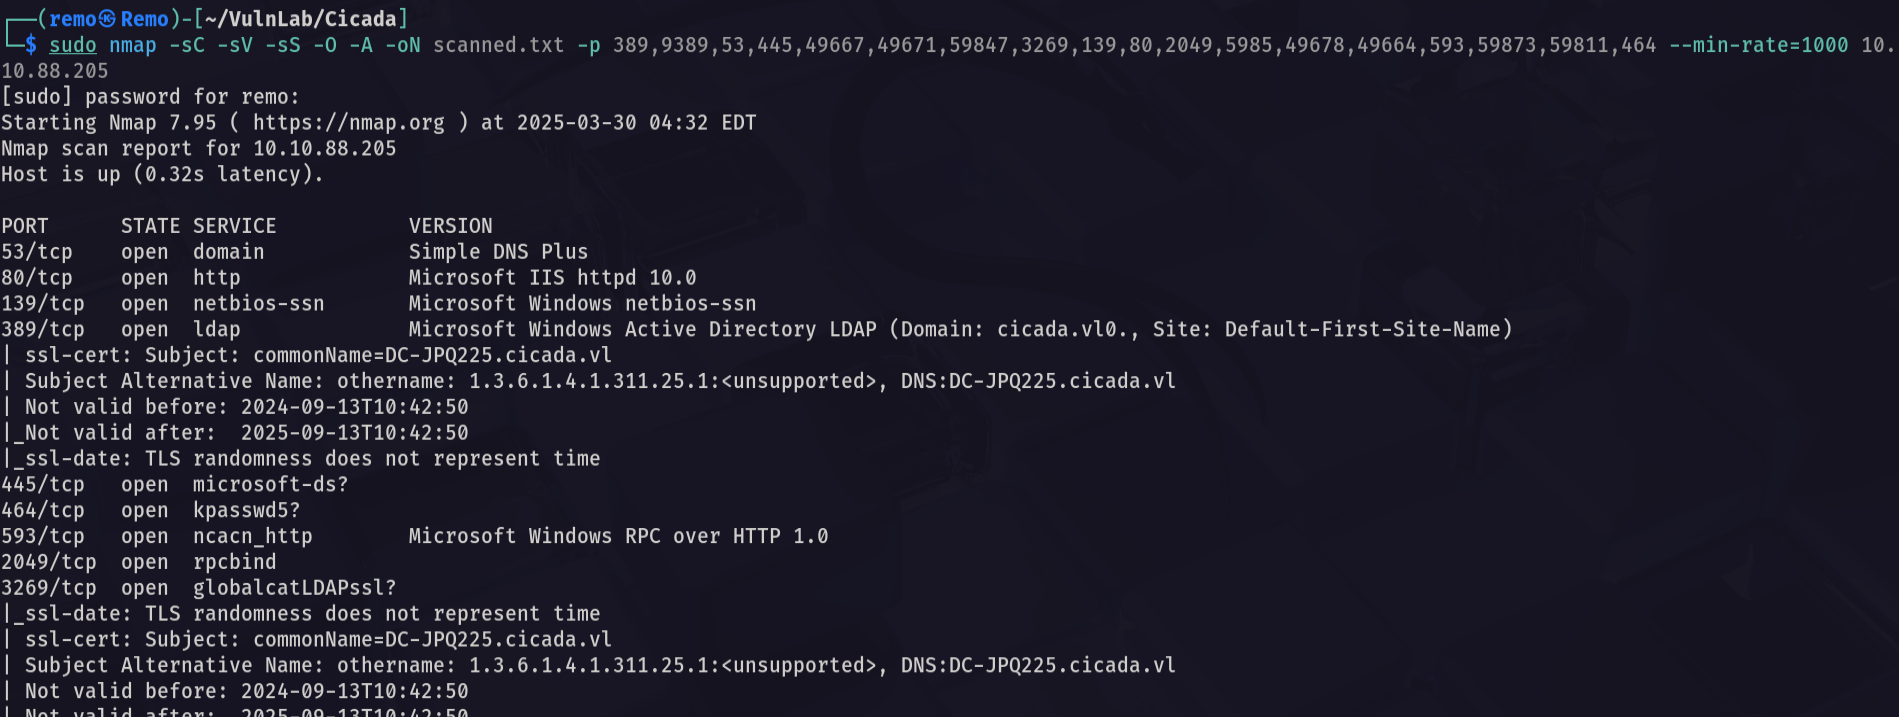 ┌──(remo㉿Remo)-[~/VulnLab/Cicada]
└─$ sudo nmap -sC -sV -sS -O -A -oN scanned.txt -p 389,9389,53,445,49667,49671,59847,3269,139,80,2049,5985,49678,49664,593,59873,59811,464 --min-rate=1000 10.
10.88.205
[sudo] password for remo:
Starting Nmap 7.95 ( https://nmap.org ) at 2025-03-30 04:32 EDT
Nmap scan report for 10.10.88.205
Host is up (0.32s latency).

PORT      STATE SERVICE           VERSION
53/tcp    open  domain            Simple DNS Plus
80/tcp    open  http              Microsoft IIS httpd 10.0
139/tcp   open  netbios-ssn       Microsoft Windows netbios-ssn
389/tcp   open  ldap              Microsoft Windows Active Directory LDAP (Domain: cicada.vl0., Site: Default-First-Site-Name)
| ssl-cert: Subject: commonName=DC-JPQ225.cicada.vl
| Subject Alternative Name: othername: 1.3.6.1.4.1.311.25.1:<unsupported>, DNS:DC-JPQ225.cicada.vl
| Not valid before: 2024-09-13T10:42:50
|_Not valid after:  2025-09-13T10:42:50
|_ssl-date: TLS randomness does not represent time
445/tcp   open  microsoft-ds?
464/tcp   open  kpasswd5?
593/tcp   open  ncacn_http        Microsoft Windows RPC over HTTP 1.0
2049/tcp  open  rpcbind
3269/tcp  open  globalcatLDAPssl?
|_ssl-date: TLS randomness does not represent time
| ssl-cert: Subject: commonName=DC-JPQ225.cicada.vl
| Subject Alternative Name: othername: 1.3.6.1.4.1.311.25.1:<unsupported>, DNS:DC-JPQ225.cicada.vl
| Not valid before: 2024-09-13T10:42:50
| Not valid after:  2025-09-13T10:42:50